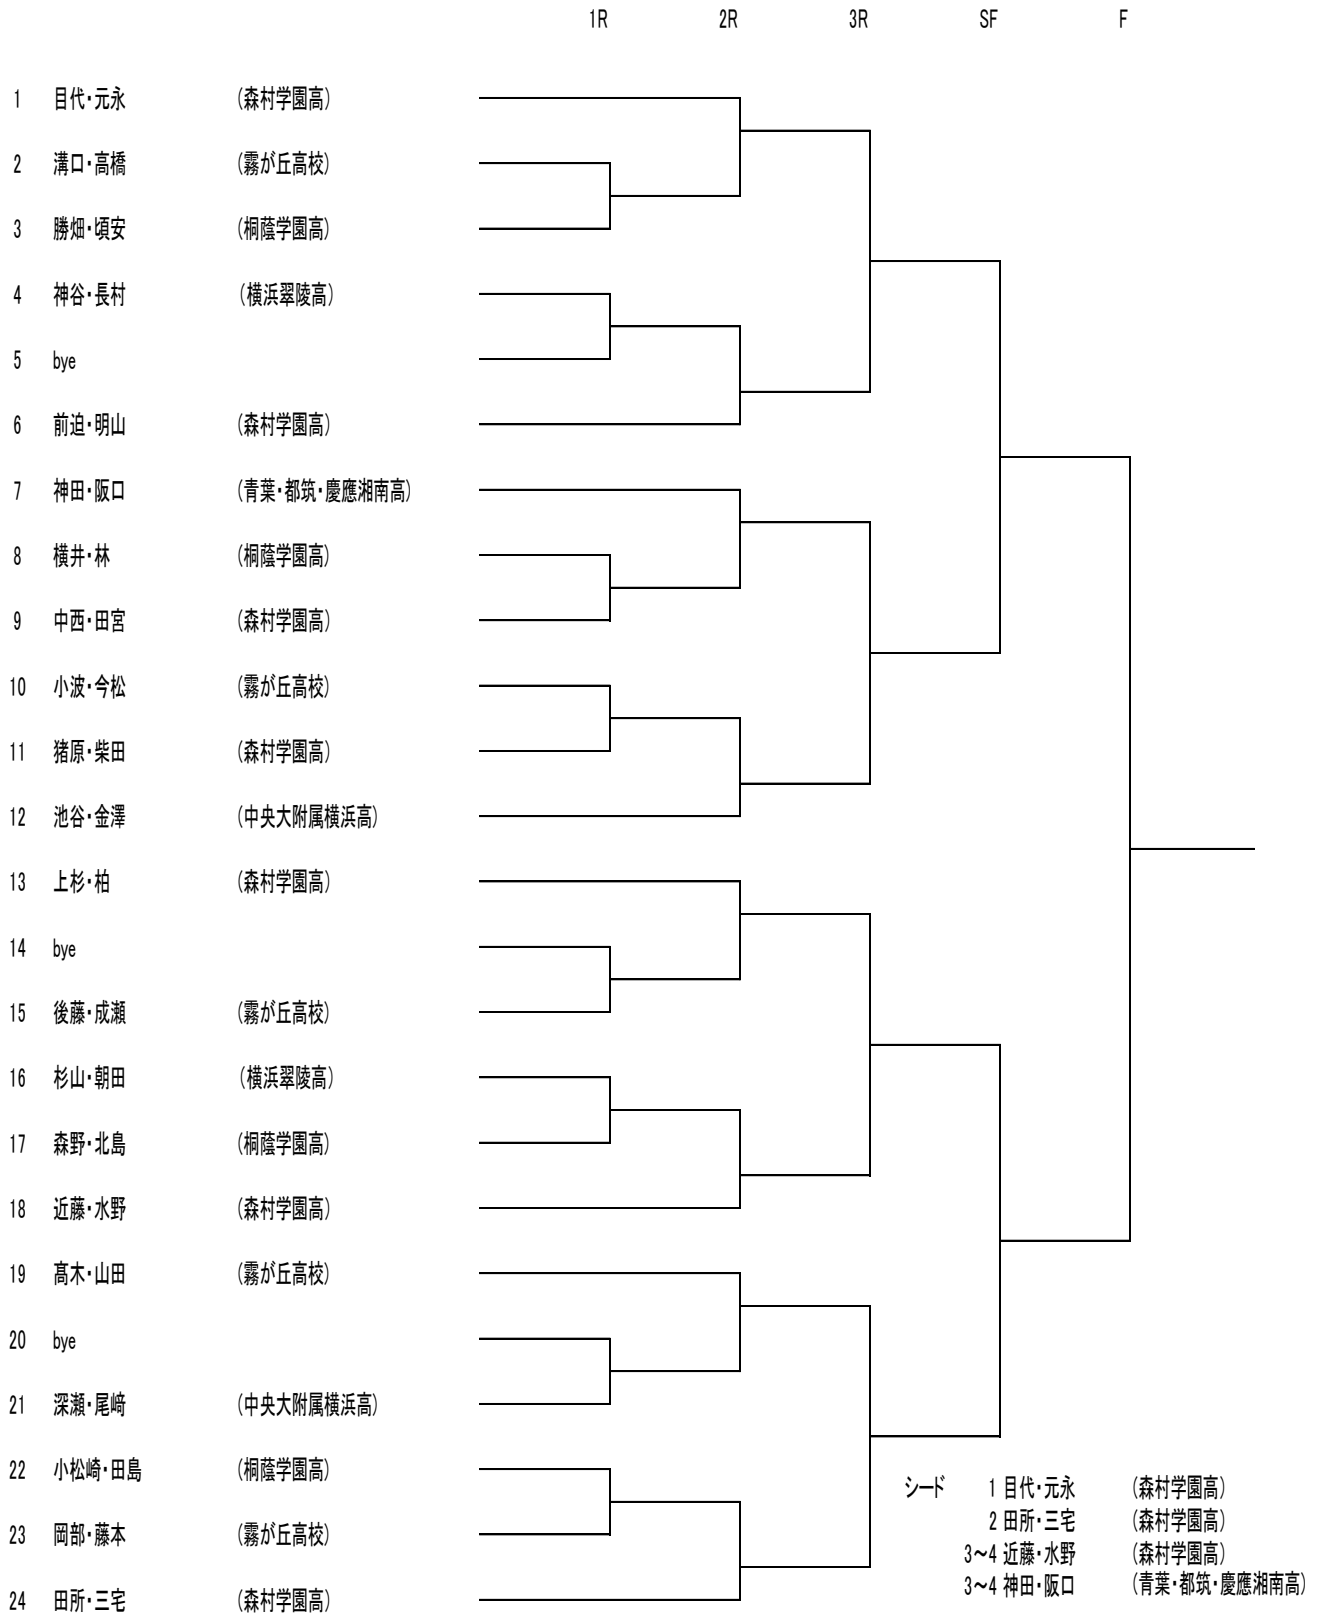 1R 2R 3R SF F
1 目代・元永 (森村学園高)
2 溝口・高橋 (霧が丘高校)
3 勝畑・頃安 (桐蔭学園高)
4 神谷・長村 (横浜翠陵高)
5 bye
6 前迫・明山 (森村学園高)
7 神田・阪口 (青葉・都筑・慶應湘南高)
8 横井・林 (桐蔭学園高)
9 中西・田宮 (森村学園高)
10 小波・今松 (霧が丘高校)
11 猪原・柴田 (森村学園高)
12 池谷・金澤 (中央大附属横浜高)
13 上杉・柏 (森村学園高)
14 bye
15 後藤・成瀬 (霧が丘高校)
16 杉山・朝田 (横浜翠陵高)
17 森野・北島 (桐蔭学園高)
18 近藤・水野 (森村学園高)
19 髙木・山田 (霧が丘高校)
20 bye
21 深瀬・尾﨑 (中央大附属横浜高)
22 小松崎・田島 (桐蔭学園高)
23 岡部・藤本 (霧が丘高校)
24 田所・三宅 (森村学園高)
シード 1 目代・元永 (森村学園高)
2 田所・三宅 (森村学園高)
3～4 近藤・水野 (森村学園高)
3～4 神田・阪口 (青葉・都筑・慶應湘南高)